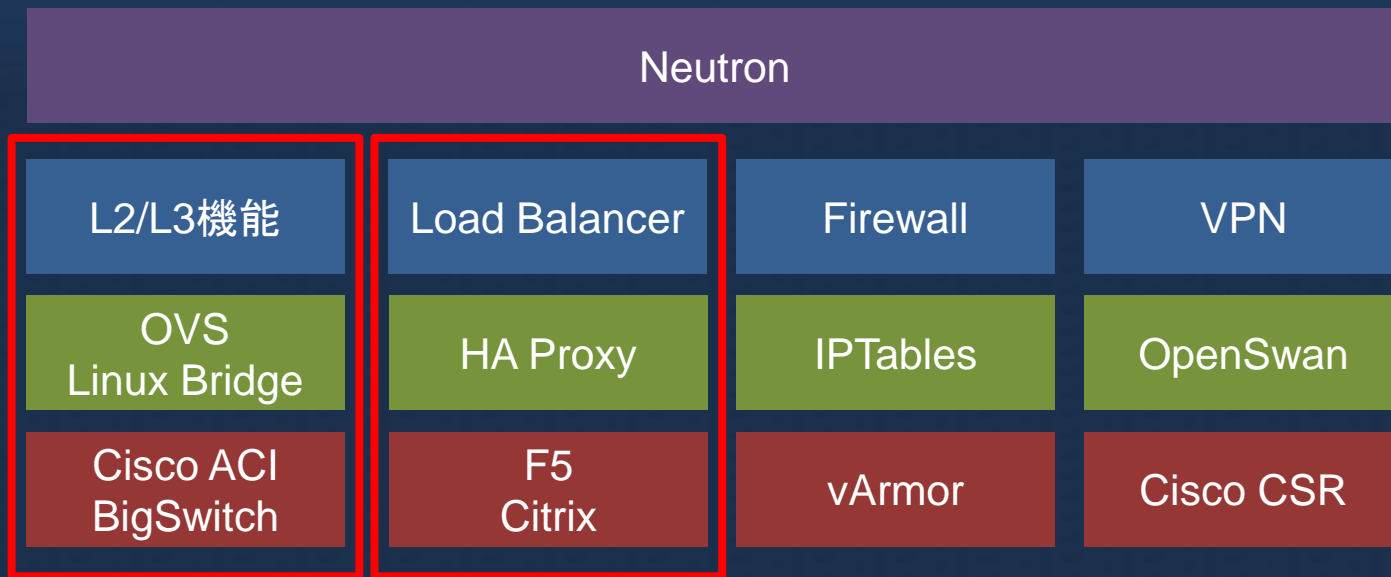 Neutron
L2/L3機能
Load Balancer
Firewall
VPN
OVS
Linux Bridge
HA Proxy
IPTables
OpenSwan
Cisco ACI
BigSwitch
F5
Citrix
vArmor
Cisco CSR